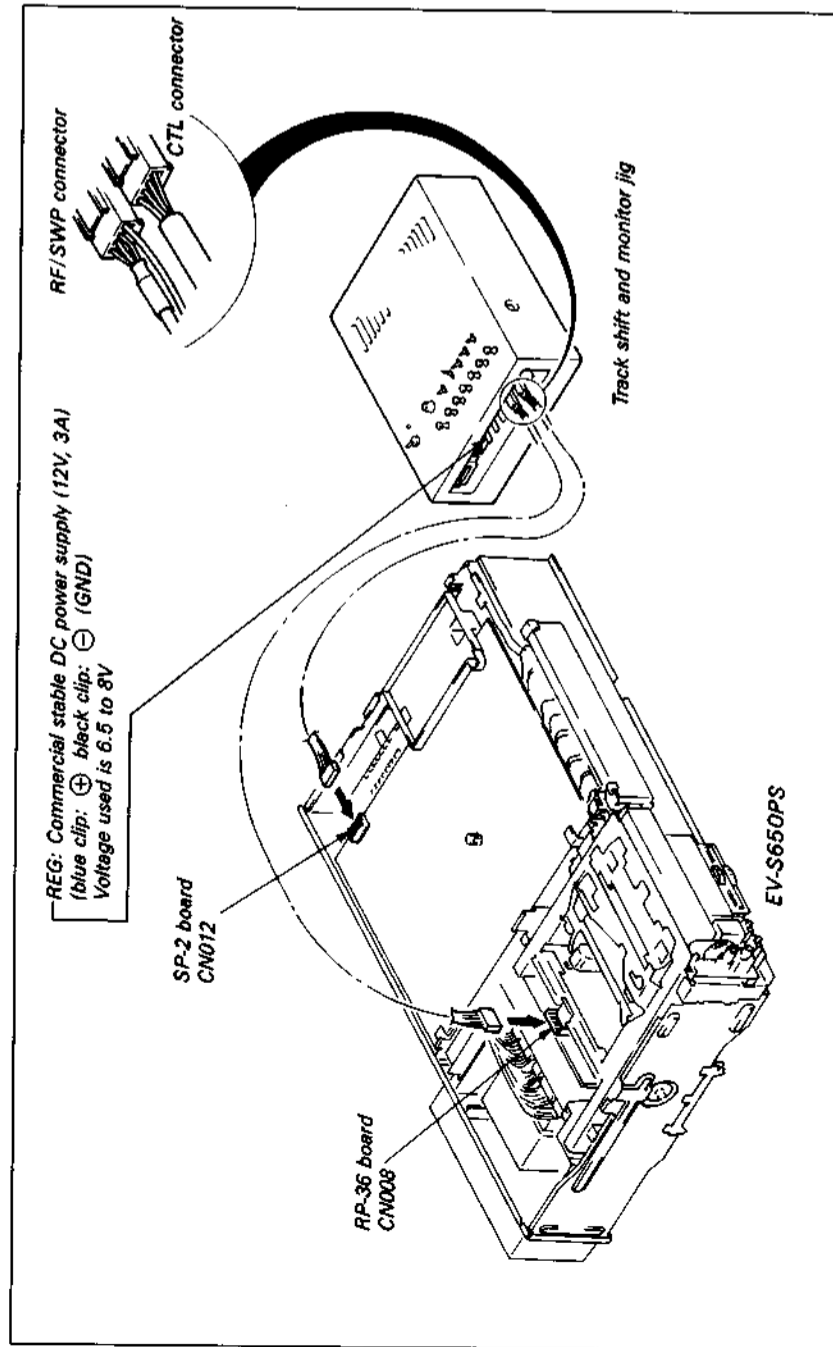 REG: Commercial stable DC power supply (12V, 3A)
(blue clip: ⊕ black clip: ⊖ (GND)
Voltage used is 6.5 to 8V
RF/SWP connector
CTL connector
SP-2 board
CN012
RP-36 board
CN008
Track shift and monitor jig
EV-S650PS